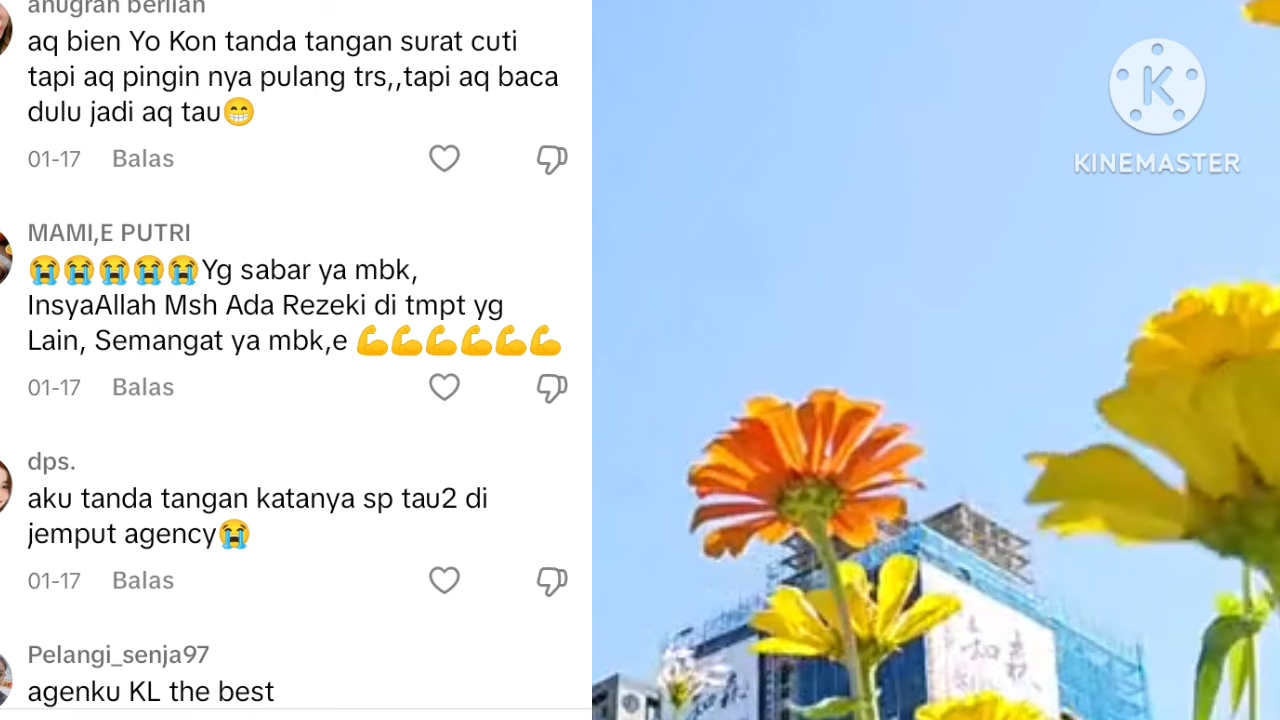 anugrah berlian
aq bien Yo Kon tanda tangan surat cuti
tapi aq pingin nya pulang trs,,tapi aq baca
dulu jadi aq tau😁
01-17 Balas
MAMI,E PUTRI
😭😭😭😭😭Yg sabar ya mbk,
InsyaAllah Msh Ada Rezeki di tmpt yg
Lain, Semangat ya mbk,e 💪💪💪💪💪💪
01-17 Balas
dps.
aku tanda tangan katanya sp tau2 di
jemput agency😭
01-17 Balas
Pelangi_senja97
agenku KL the best
K
KINEMASTER